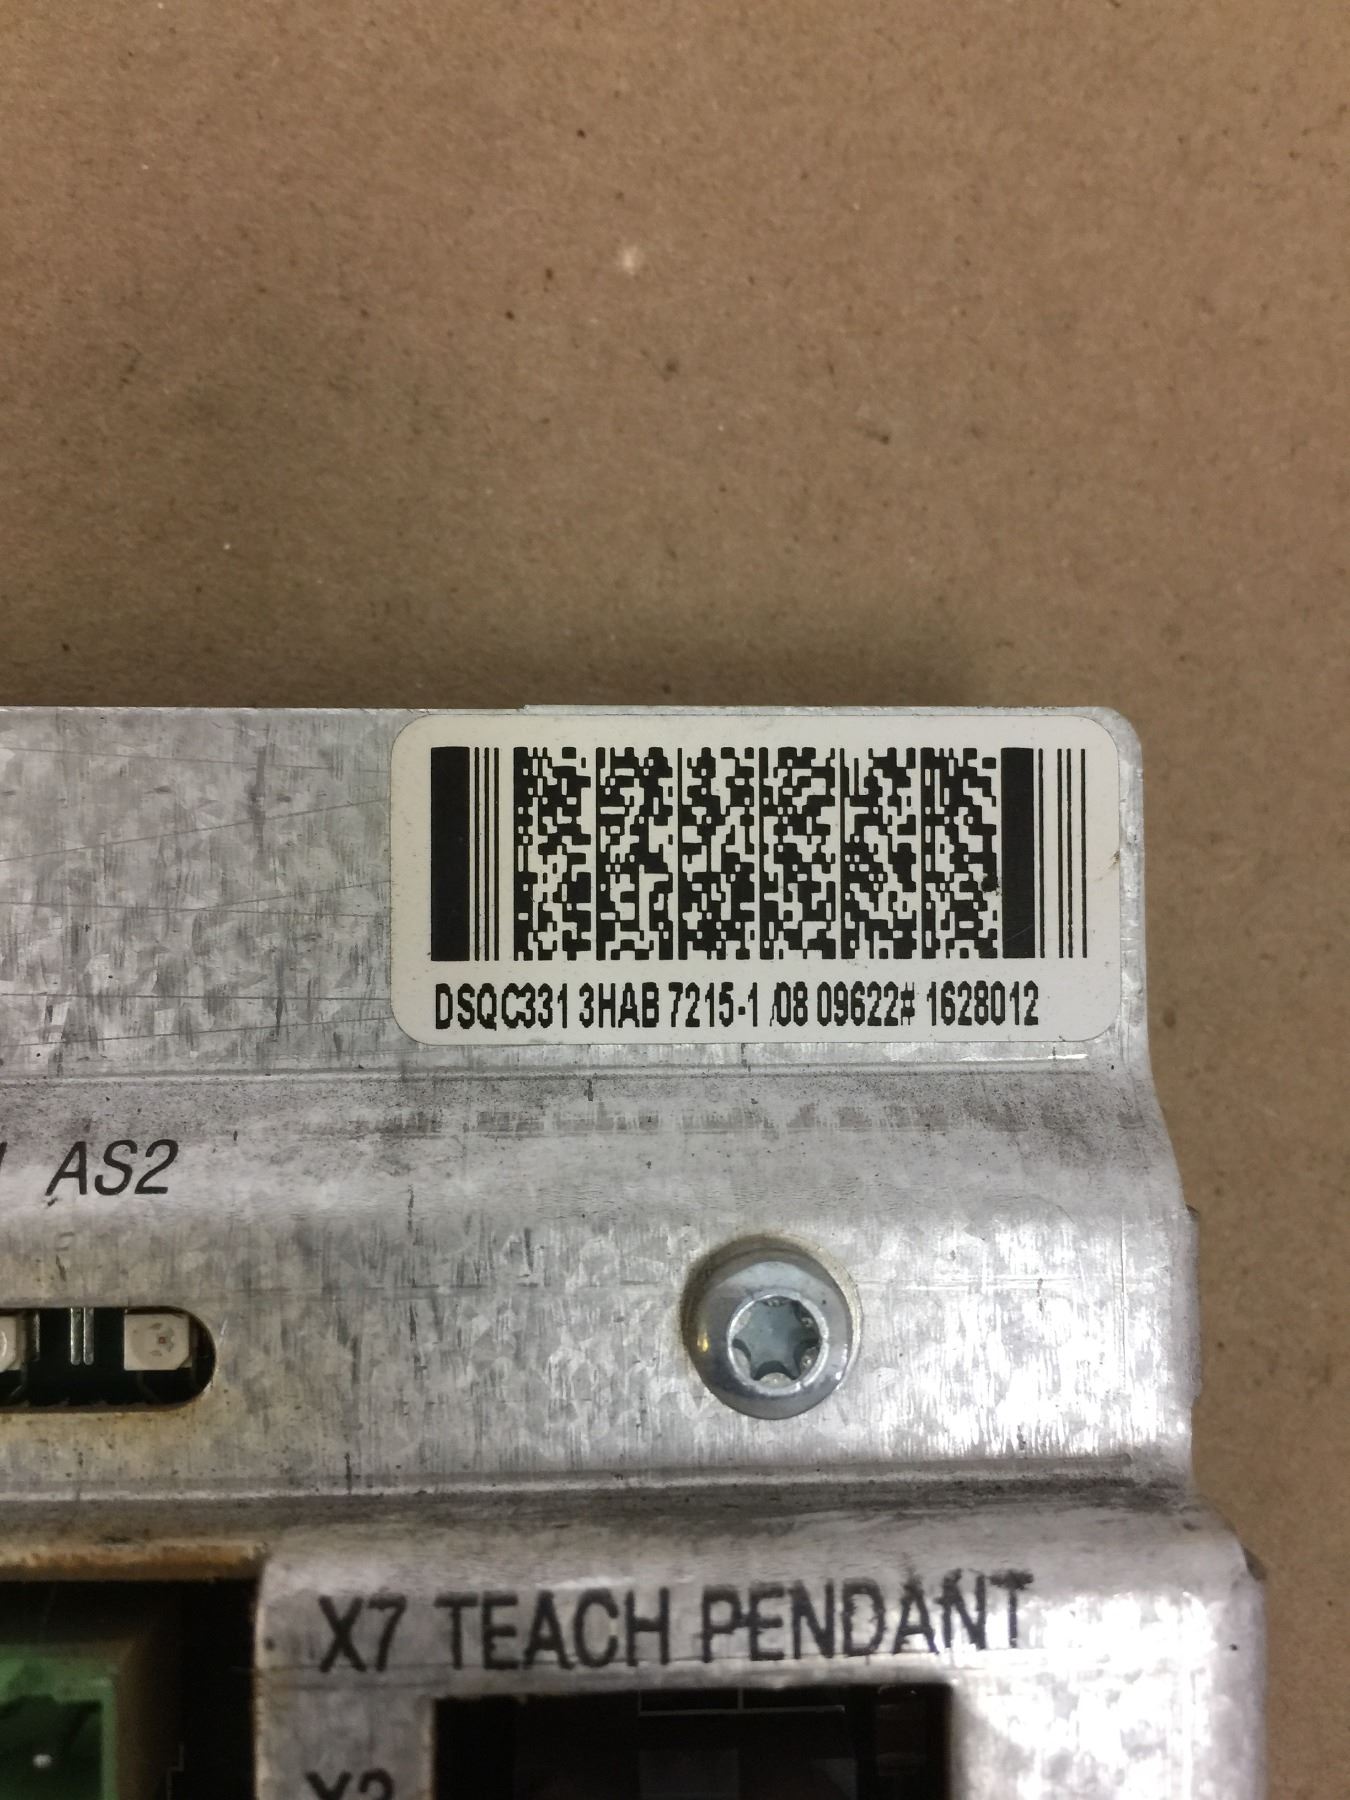 DSQC331 3HAB 7215-1 /08 09622# 1628012
AS2
X7 TEACH PENDANT